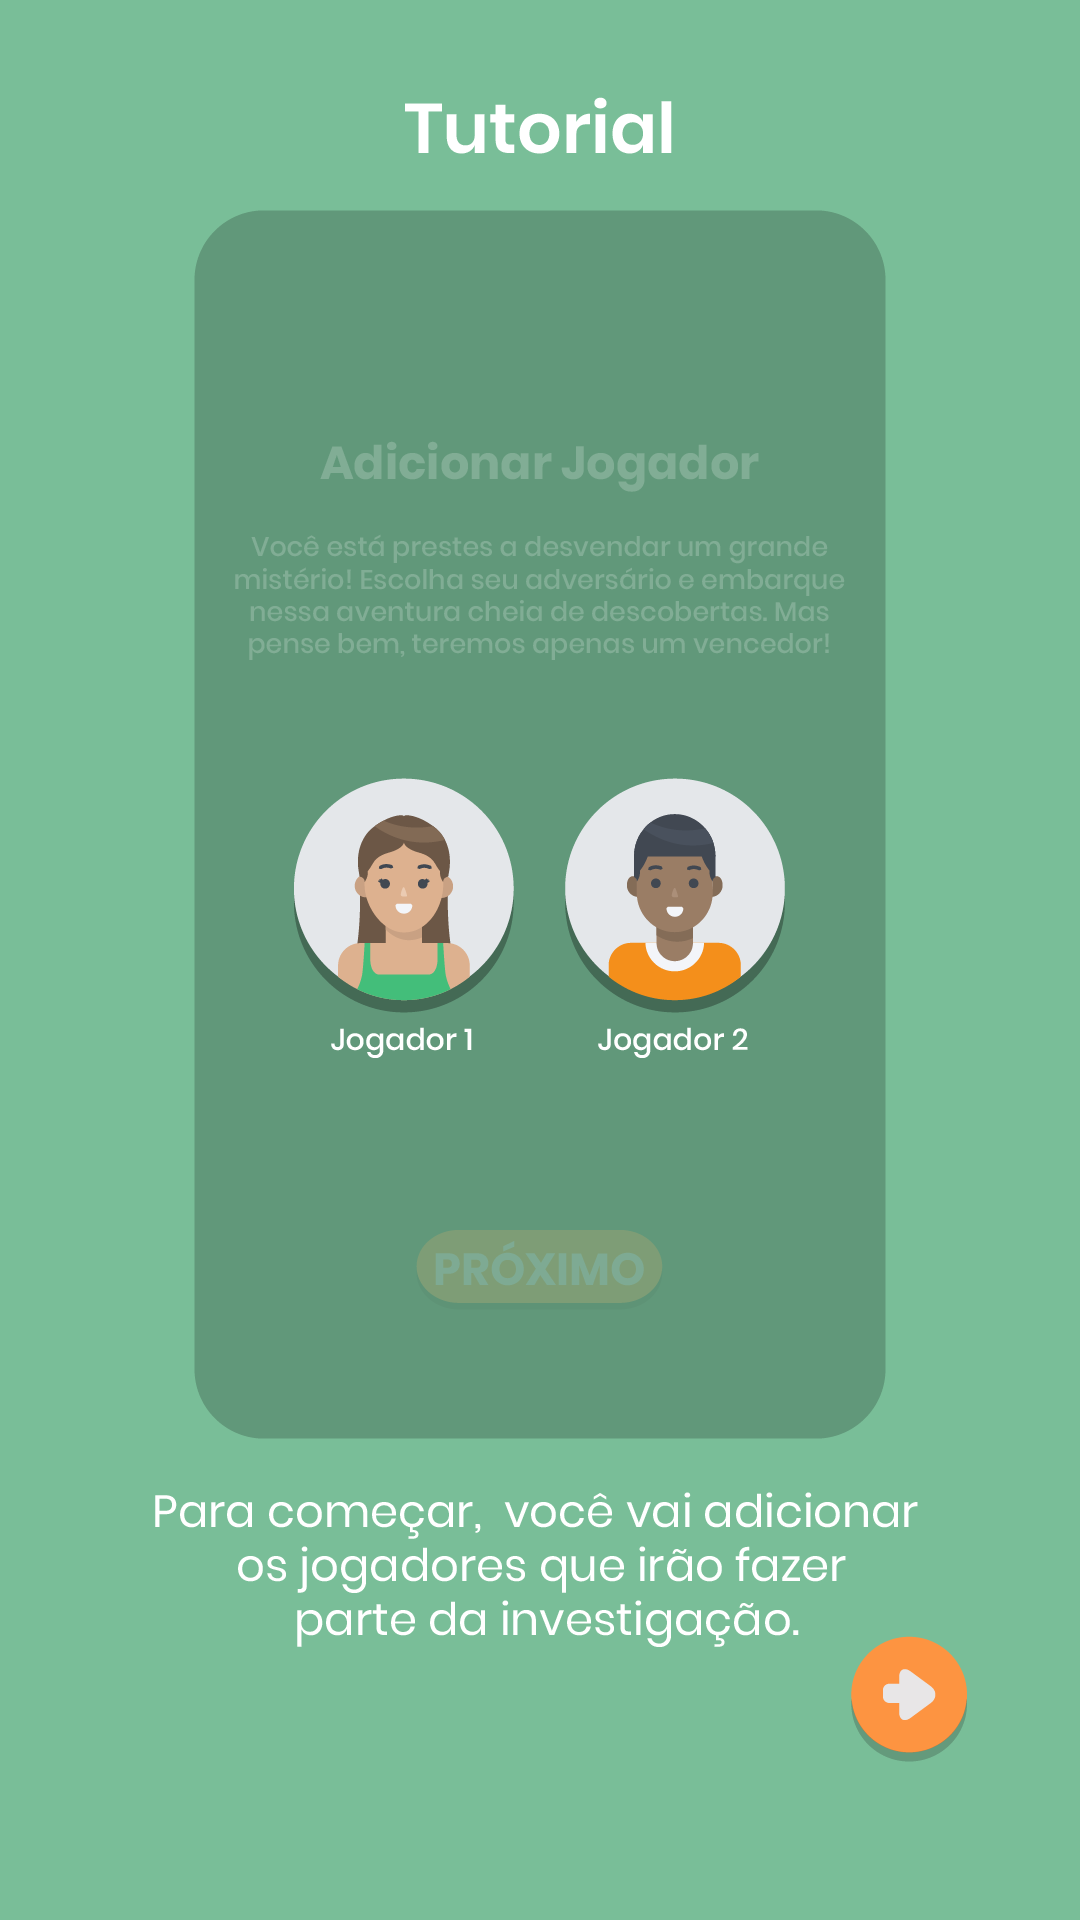 Tutorial
Adicionar Jogador
Você está prestes a desvendar um grande
mistério! Escolha seu adversário e embarque
nessa aventura cheia de descobertas. Mas
pense bem, teremos apenas um vencedor!
Jogador 1
Jogador 2
PRÓXIMO
Para começar, você vai adicionar
os jogadores que irão fazer
parte da investigação.